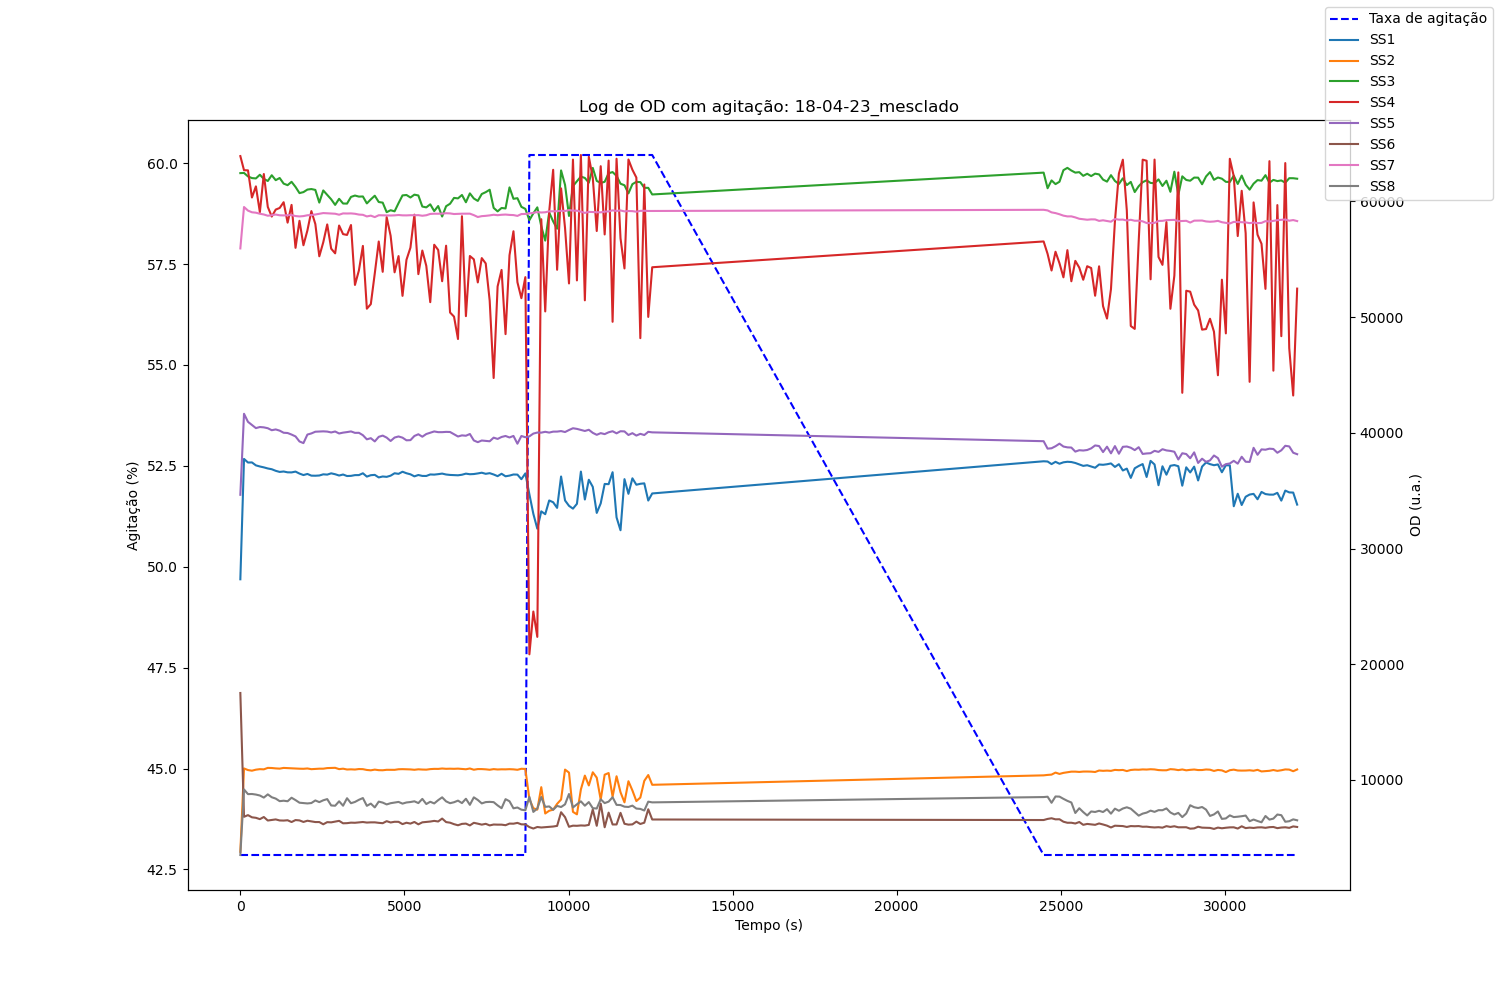 Taxa de agitação
SS1
SS2
SS3
SS4
SS5
SS6
SS7
SS8
Log de OD com agitação: 18-04-23_mesclado
60.0
57.5
55.0
52.5
50.0
47.5
45.0
42.5
Agitação (%)
60000
50000
40000
30000
20000
10000
OD (u.a.)
0 5000 10000 15000 20000 25000 30000
Tempo (s)